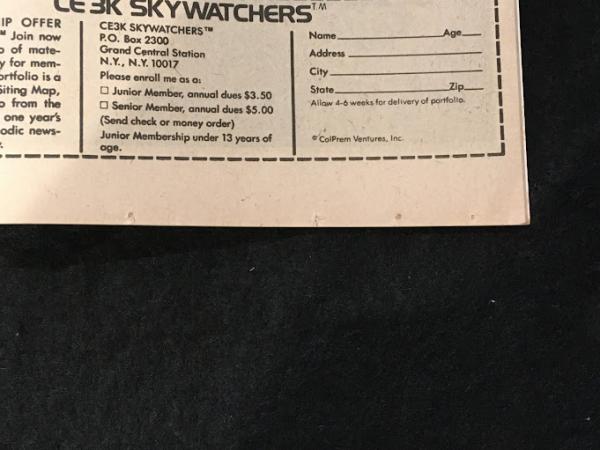 CE3K SKYWATCHERS™
IP OFFER
™ Join now
of mate-
y for mem-
ortfolio is a
Siting Map,
from the
one year's
odic news-
CE3K SKYWATCHERS™
P.O. Box 2300
Grand Central Station
N.Y., N.Y. 10017
Please enroll me as a:
☐ Junior Member, annual dues $3.50
☐ Senior Member, annual dues $5.00
(Send check or money order)
Junior Membership under 13 years of
age.
Name Age
Address
City
State Zip
Allow 4-6 weeks for delivery of portfolio.
© ColPrem Ventures, Inc.